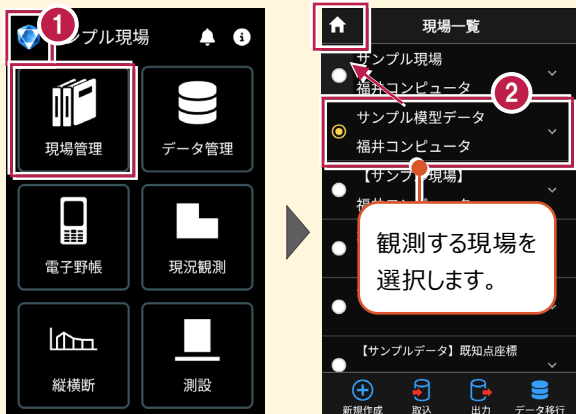 1
ンプル現場
現場管理
データ管理
電子野帳
現況観測
縦横断
測設
現場一覧
サンプル現場
福井コンピュータ
2
サンプル模型データ
福井コンピュータ
【サンプル現場】
観測する現場を
選択します。
【サンプルデータ】既知点座標
新規作成
取込
出力
データ移行